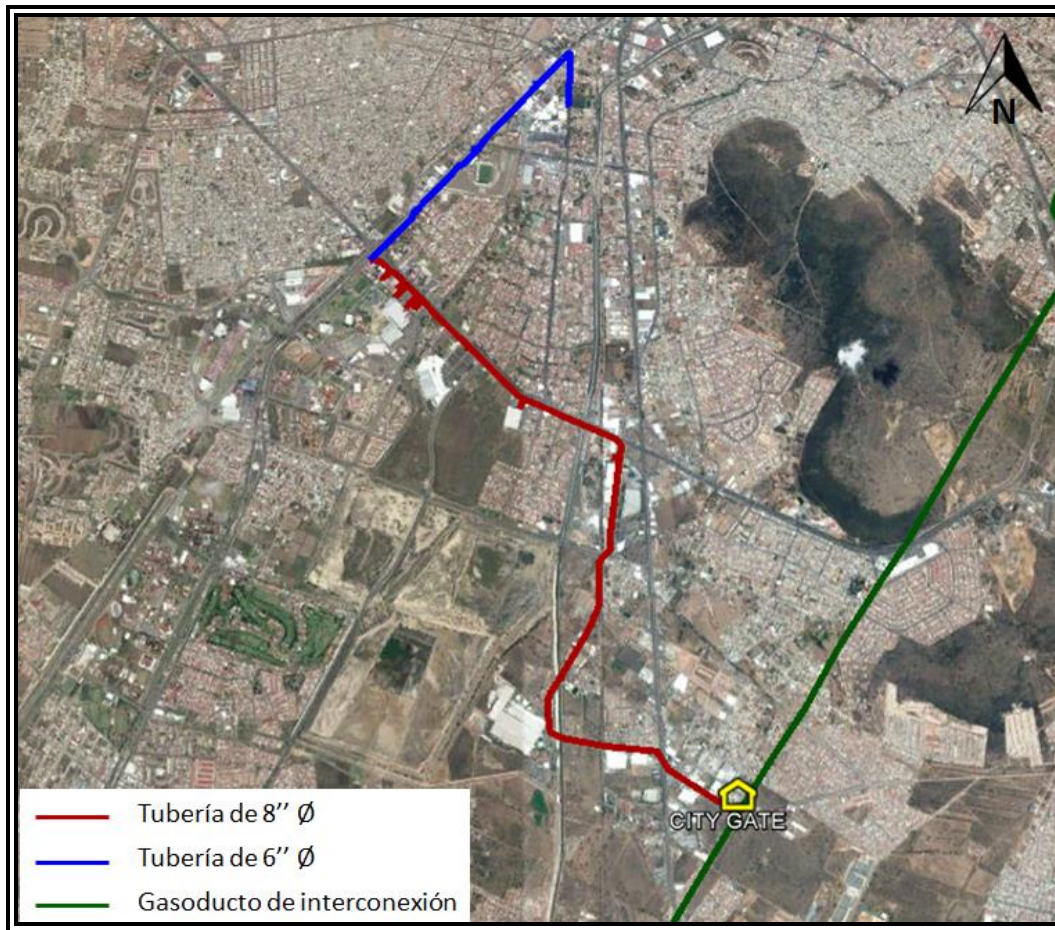 N
CITY GATE
Tubería de 8’’ Ø
Tubería de 6’’ Ø
Gasoducto de interconexión